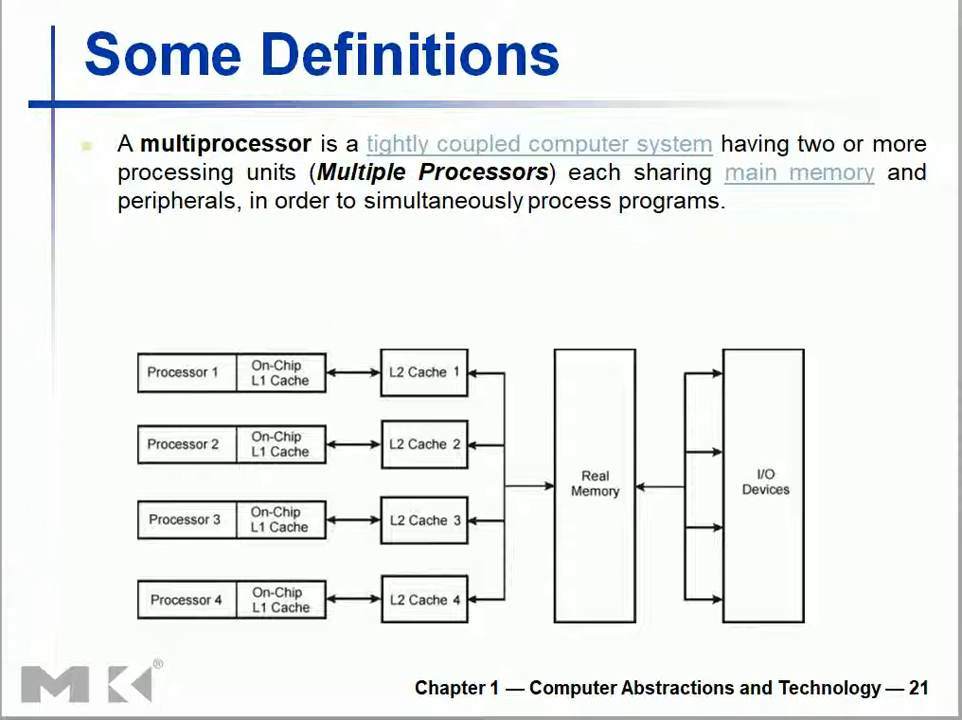 Some Definitions
A multiprocessor is a tightly coupled computer system having two or more
processing units (Multiple Processors) each sharing main memory and
peripherals, in order to simultaneously process programs.
Processor 1
On-Chip
L1 Cache
L2 Cache 1
Processor 2
On-Chip
L1 Cache
L2 Cache 2
Processor 3
On-Chip
L1 Cache
L2 Cache 3
Processor 4
On-Chip
L1 Cache
L2 Cache 4
Real
Memory
I/O
Devices
MK®
Chapter 1 — Computer Abstractions and Technology — 21